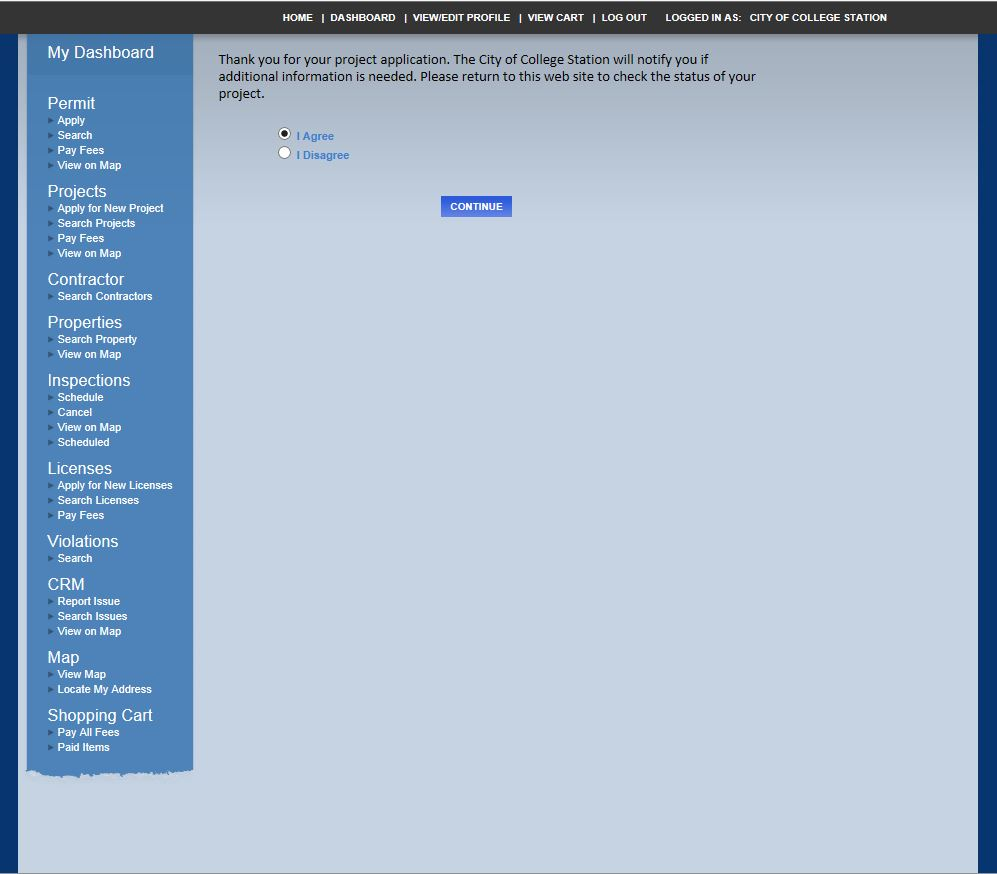 HOME | DASHBOARD | VIEW/EDIT PROFILE | VIEW CART | LOG OUT LOGGED IN AS: CITY OF COLLEGE STATION
My Dashboard
Permit
Apply
Search
Pay Fees
View on Map
Projects
Apply for New Project
Search Projects
Pay Fees
View on Map
Contractor
Search Contractors
Properties
Search Property
View on Map
Inspections
Schedule
Cancel
View on Map
Scheduled
Licenses
Apply for New Licenses
Search Licenses
Pay Fees
Violations
Search
CRM
Report Issue
Search Issues
View on Map
Map
View Map
Locate My Address
Shopping Cart
Pay All Fees
Paid Items
Thank you for your project application. The City of College Station will notify you if
additional information is needed. Please return to this web site to check the status of your
project.
I Agree
I Disagree
CONTINUE